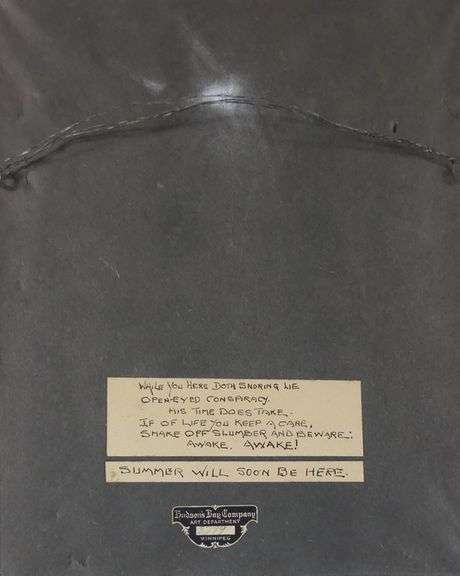 WHILE YOU HERE DOTH SNORING LIE
OPEN-EYED CONSPIRACY
HIS TIME DOES TAKE.
IF OF LIFE YOU KEEP A CARE,
SHAKE OFF SLUMBER AND BEWARE:
AWAKE, AWAKE!
SUMMER WILL SOON BE HERE.
Hudson's Bay Company
ART DEPARTMENT
WINNIPEG